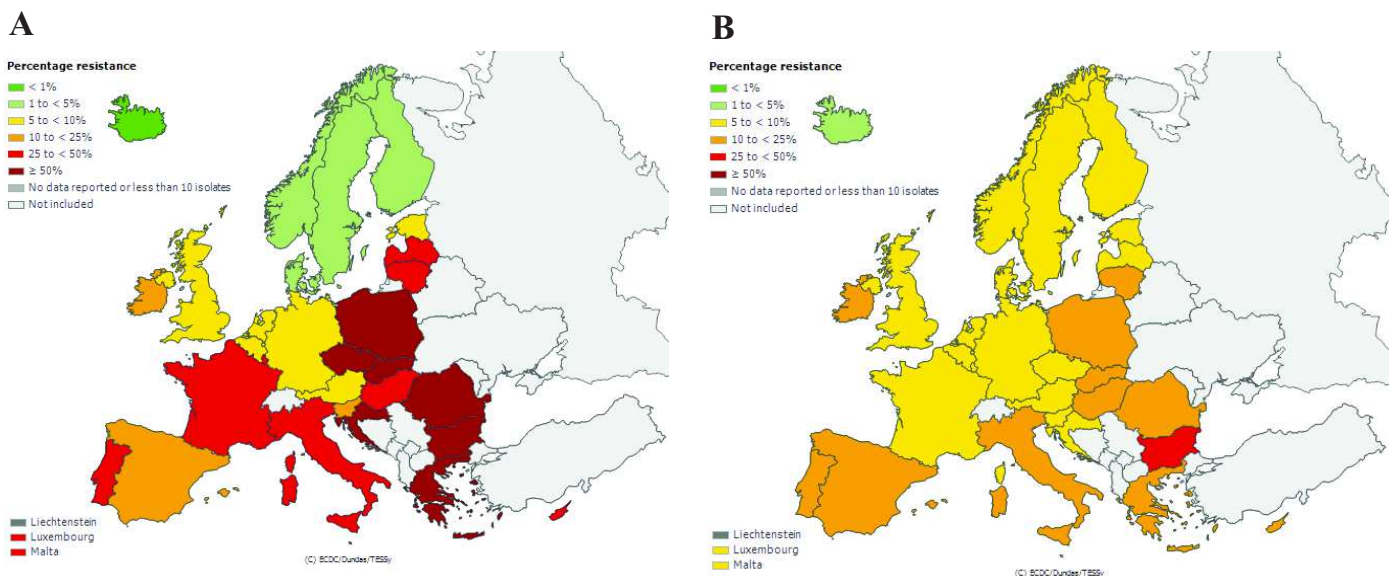 A
Percentage resistance
< 1%
1 to < 5%
5 to < 10%
10 to < 25%
25 to < 50%
≥ 50%
No data reported or less than 10 isolates
Not included
Liechtenstein
Luxembourg
Malta
(C) ECDC/Dundas/TESSy
B
Percentage resistance
< 1%
1 to < 5%
5 to < 10%
10 to < 25%
25 to < 50%
≥ 50%
No data reported or less than 10 isolates
Not included
Liechtenstein
Luxembourg
Malta
(C) ECDC/Dundas/TESSy